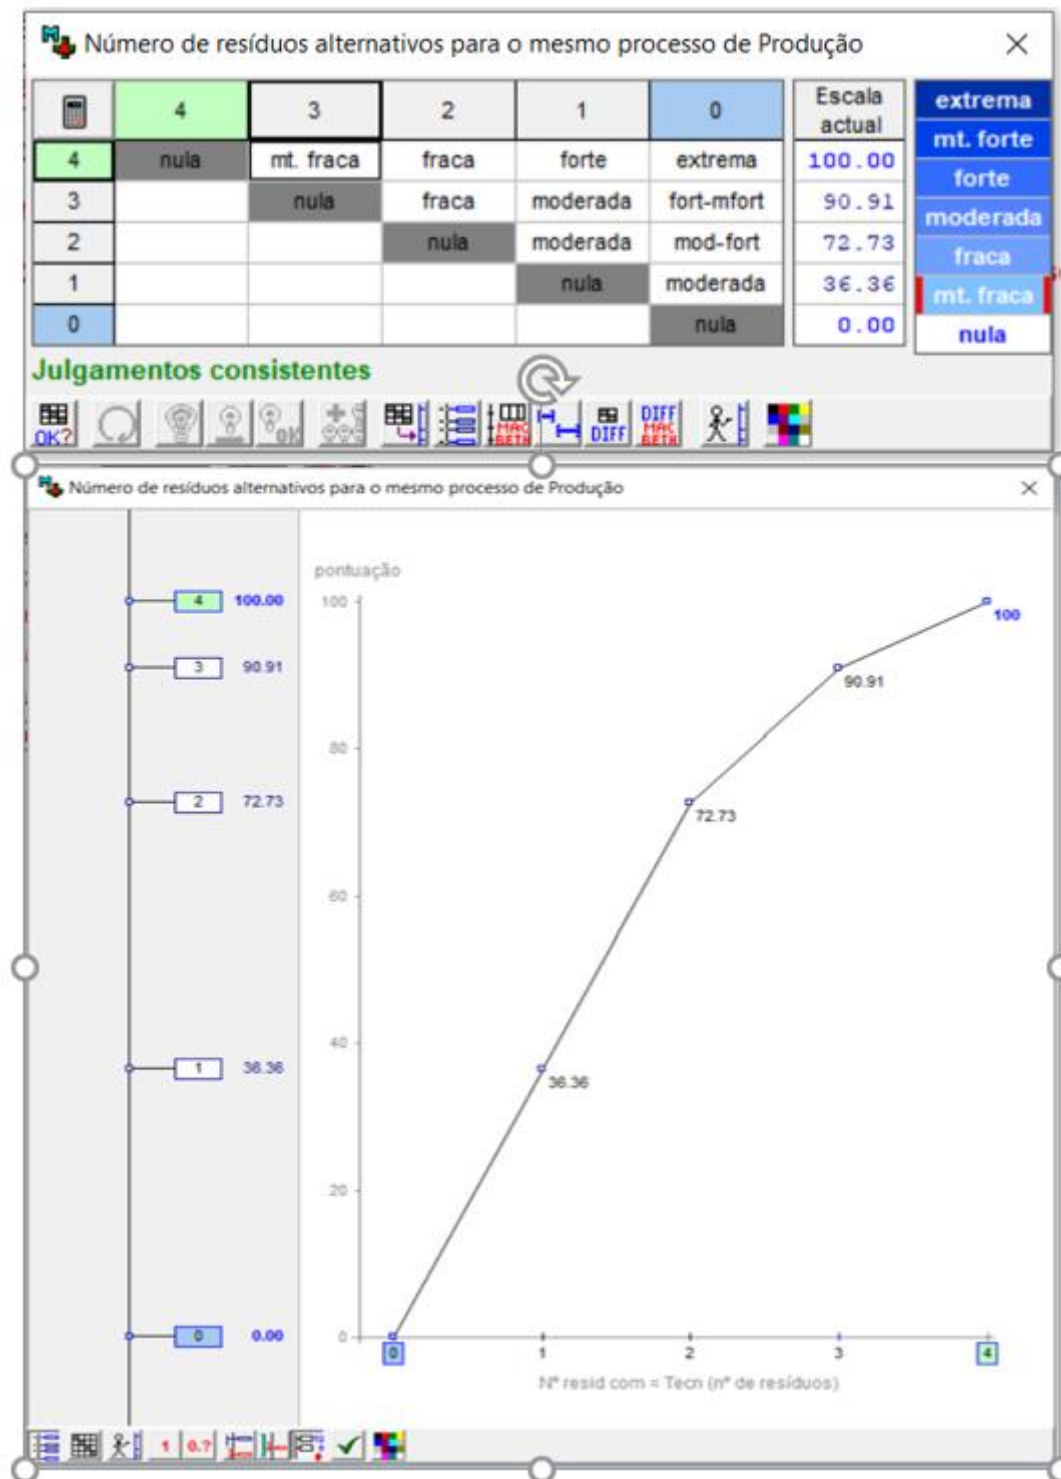 Número de resíduos alternativos para o mesmo processo de Produção
4 3 2 1 0 Escala actual
4 nula mt. fraca fraca forte extrema 100.00
3 nula fraca moderada fort-mfort 90.91
2 nula moderada mod-fort 72.73
1 nula moderada 36.36
0 nula 0.00
extrema
mt. forte
forte
moderada
fraca
mt. fraca
nula
Julgamentos consistentes
OK? OK MAC BETH DIFF DIFF MAC BETH
Número de resíduos alternativos para o mesmo processo de Produção
4 100.00
3 90.91
2 72.73
1 36.36
0 0.00
pontuação
100
80
60
40
20
0
100
90.91
72.73
36.36
0 1 2 3 4
Nº resid com = Tecn (nº de resíduos)
1 0.?